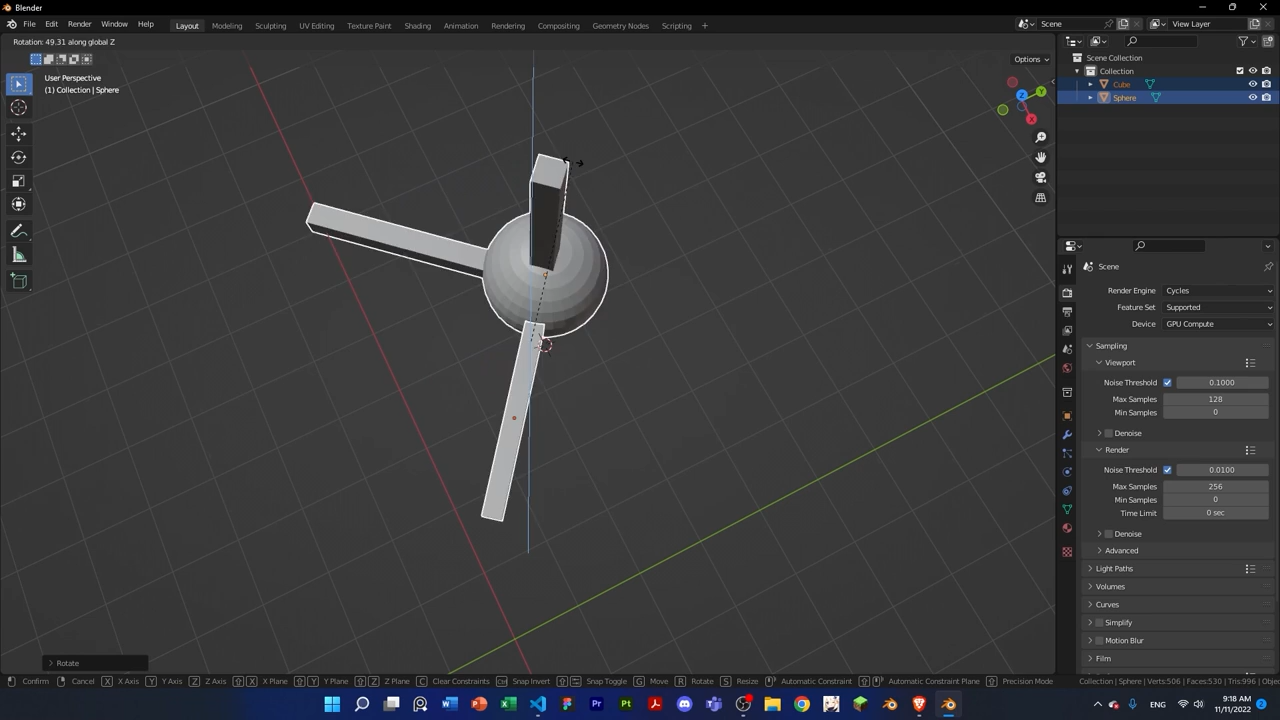 Blender
File Edit Render Window Help Layout Modeling Sculpting UV Editing Texture Paint Shading Animation Rendering Compositing Geometry Nodes Scripting + Scene View Layer
Rotation: 49.31 along global Z
Options
User Perspective
(1) Collection | Sphere
Scene Collection
Collection
Cube
Sphere
Z Y X
Scene
Render Engine Cycles
Feature Set Supported
Device GPU Compute
Sampling
Viewport
Noise Threshold 0.1000
Max Samples 128
Min Samples 0
Denoise
Render
Noise Threshold 0.0100
Max Samples 256
Min Samples 0
Time Limit 0 sec
Denoise
Advanced
Light Paths
Volumes
Curves
Simplify
Motion Blur
Film
Rotate
Confirm Cancel X X Axis Y Y Axis Z Z Axis X X Plane Y Y Plane Z Z Plane C Clear Constraints Ctrl Snap Invert Snap Toggle G Move R Rotate S Resize Automatic Constraint Automatic Constraint Plane Precision Mode Collection | Sphere | Verts:506 | Faces:530 | Tris:996 | Obje
ENG 9:18 AM
11/11/2022